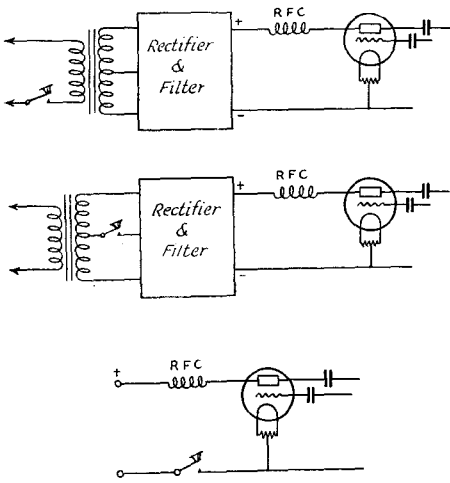 RFC
+
Rectifier
&
Filter
-
RFC
+
Rectifier
&
Filter
-
RFC
+